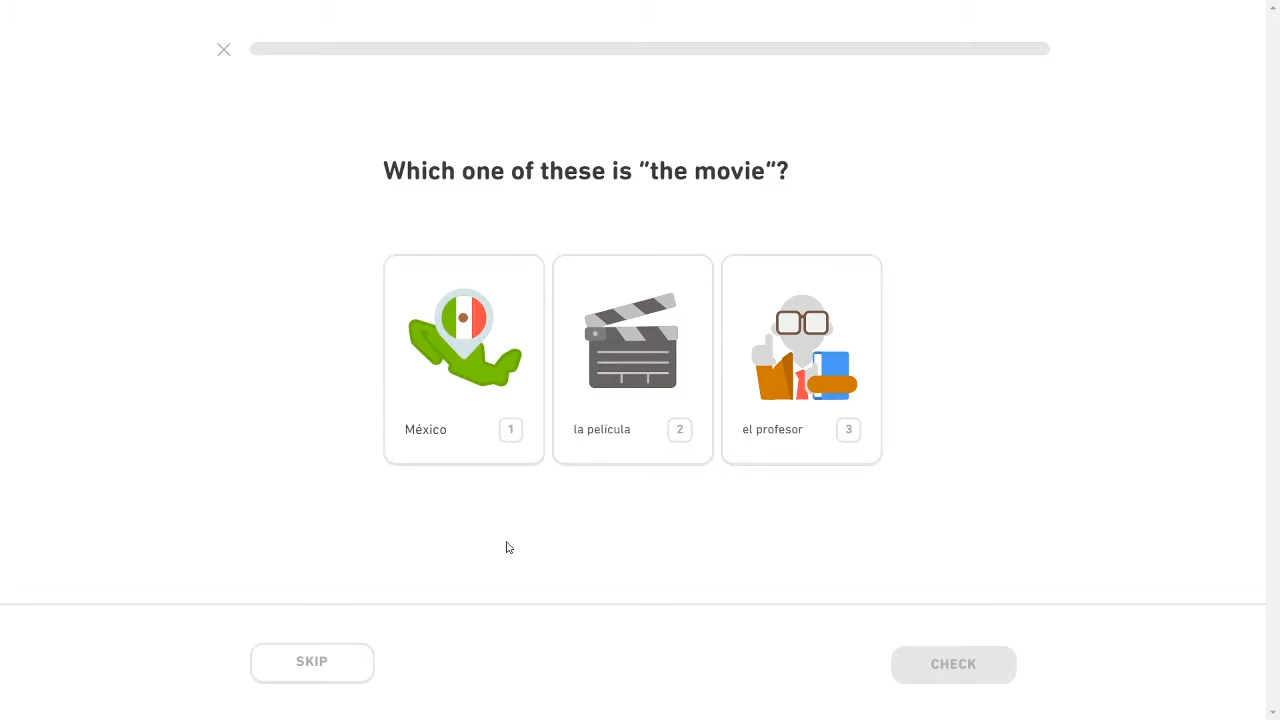 Which one of these is "the movie"?
México 1
la película 2
el profesor 3
SKIP
CHECK